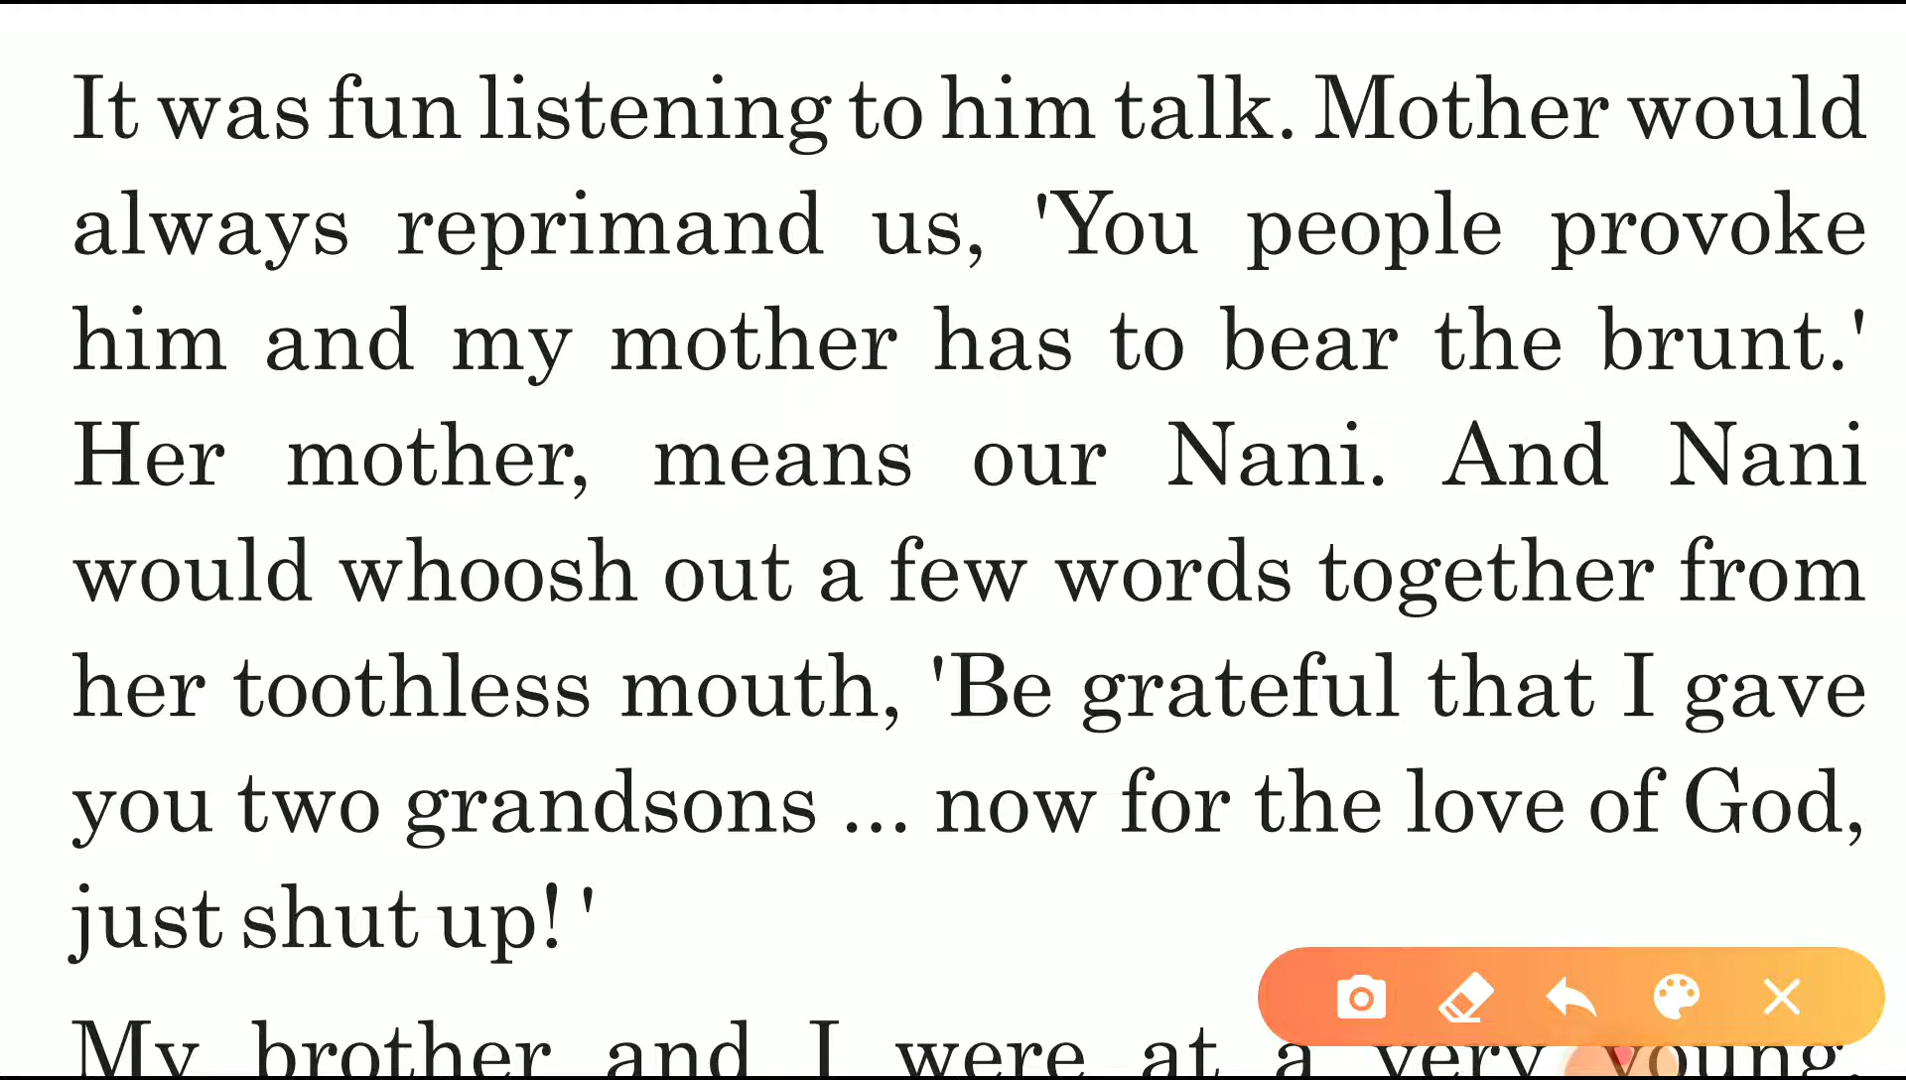 It was fun listening to him talk. Mother would
always reprimand us, 'You people provoke
him and my mother has to bear the brunt.'
Her mother, means our Nani. And Nani
would whoosh out a few words together from
her toothless mouth, 'Be grateful that I gave
you two grandsons ... now for the love of God,
just shut up! '
My brother and I were at a very young,